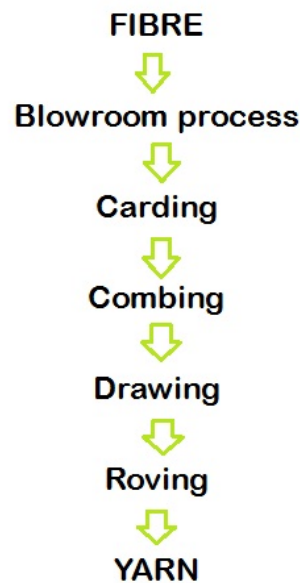 FIBRE
Blowroom process
Carding
Combing
Drawing
Roving
YARN